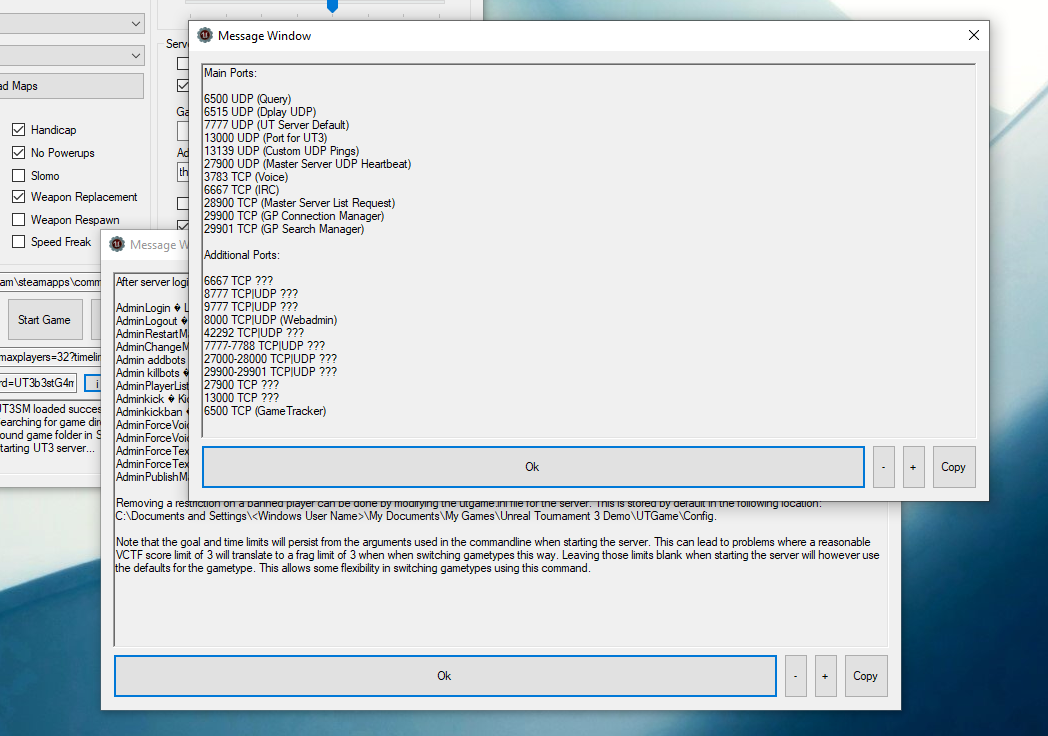 Message Window
Main Ports:
6500 UDP (Query)
6515 UDP (Dplay UDP)
7777 UDP (UT Server Default)
13000 UDP (Port for UT3)
13139 UDP (Custom UDP Pings)
27900 UDP (Master Server UDP Heartbeat)
3783 TCP (Voice)
6667 TCP (IRC)
28900 TCP (Master Server List Request)
29900 TCP (GP Connection Manager)
29901 TCP (GP Search Manager)
Additional Ports:
6667 TCP ???
8777 TCP|UDP ???
9777 TCP|UDP ???
8000 TCP|UDP (Webadmin)
42292 TCP|UDP ???
7777-7788 TCP|UDP ???
27000-28000 TCP|UDP ???
29900-29901 TCP|UDP ???
27900 TCP ???
13000 TCP ???
6500 TCP (GameTracker)
Ok
-
+
Copy
Serv
ad Maps
Ga
Handicap
No Powerups
Ad
th
Slomo
Weapon Replacement
Weapon Respawn
Speed Freak
am\steamapps\comm
Start Game
maxplayers=32?timelin
rd=UT3b3stG4m
i
UT3SM loaded succes
earching for game dire
ound game folder in S
tarting UT3 server...
Message W
After server logi
AdminLogin � L
AdminLogout �
AdminRestartM
AdminChangeM
Admin addbots
Admin killbots �
AdminPlayerList
Adminkick � Kic
Adminkickban �
AdminForceVoic
AdminForceVoic
AdminForceTex
AdminForceTex
AdminPublishMa
Removing a restriction on a banned player can be done by modifying the utgame.ini file for the server. This is stored by default in the following location:
C:\Documents and Settings\<Windows User Name>\My Documents\My Games\Unreal Tournament 3 Demo\UTGame\Config.
Note that the goal and time limits will persist from the arguments used in the commandline when starting the server. This can lead to problems where a reasonable
VCTF score limit of 3 will translate to a frag limit of 3 when when switching gametypes this way. Leaving those limits blank when starting the server will however use
the defaults for the gametype. This allows some flexibility in switching gametypes using this command.
Ok
-
+
Copy